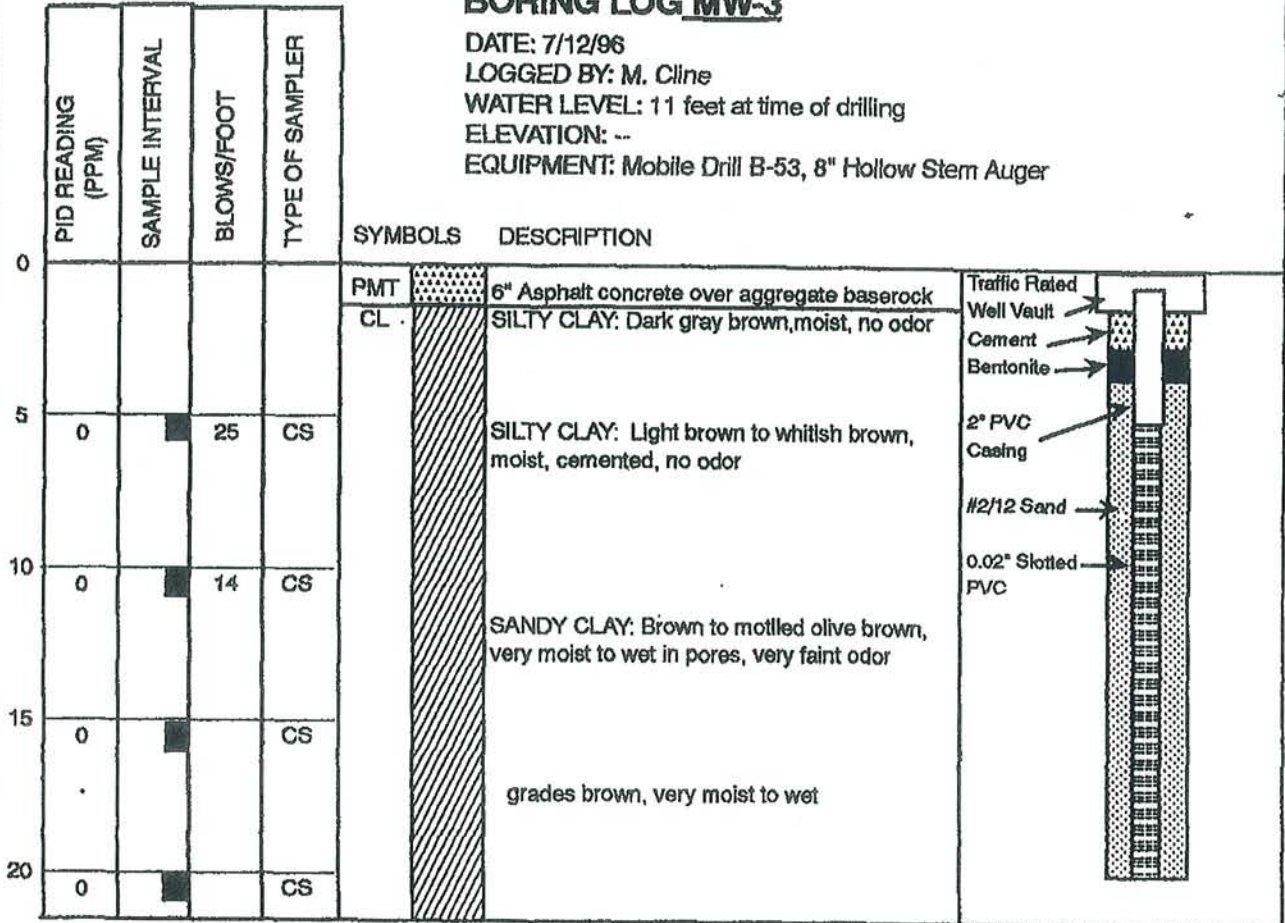 BORING LOG MW-3
DATE: 7/12/96
LOGGED BY: M. Cline
WATER LEVEL: 11 feet at time of drilling
ELEVATION: --
EQUIPMENT: Mobile Drill B-53, 8" Hollow Stem Auger
PID READING
(PPM)
SAMPLE INTERVAL
BLOWS/FOOT
TYPE OF SAMPLER
SYMBOLS DESCRIPTION
0
PMT 6" Asphalt concrete over aggregate baserock
CL SILTY CLAY: Dark gray brown,moist, no odor
Traffic Rated
Well Vault
Cement
Bentonite
5
0 25 CS
SILTY CLAY: Light brown to whitish brown,
moist, cemented, no odor
2" PVC
Casing
#2/12 Sand
10
0 14 CS
0.02" Slotted
PVC
SANDY CLAY: Brown to motlled olive brown,
very moist to wet in pores, very faint odor
15
0 CS
grades brown, very moist to wet
20
0 CS